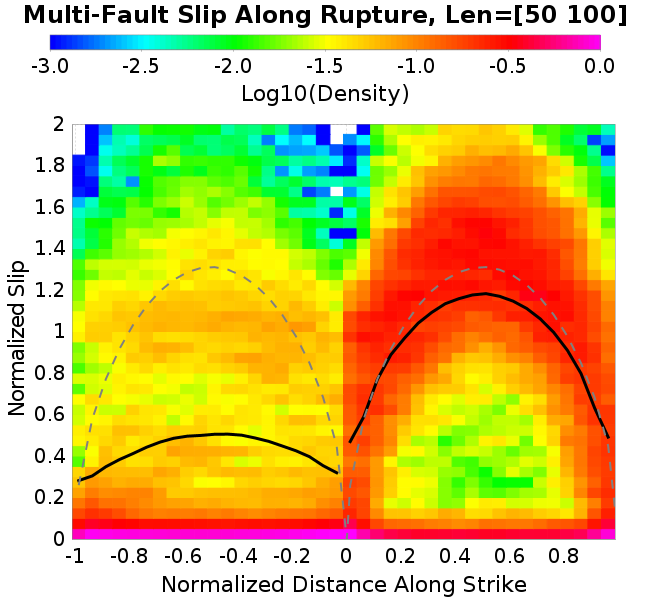 Multi-Fault Slip Along Rupture, Len=[50 100]
-3.0 -2.5 -2.0 -1.5 -1.0 -0.5 0.0
Log10(Density)
Normalized Slip
2
1.8
1.6
1.4
1.2
1
0.8
0.6
0.4
0.2
0
-1 -0.8 -0.6 -0.4 -0.2 0 0.2 0.4 0.6 0.8
Normalized Distance Along Strike